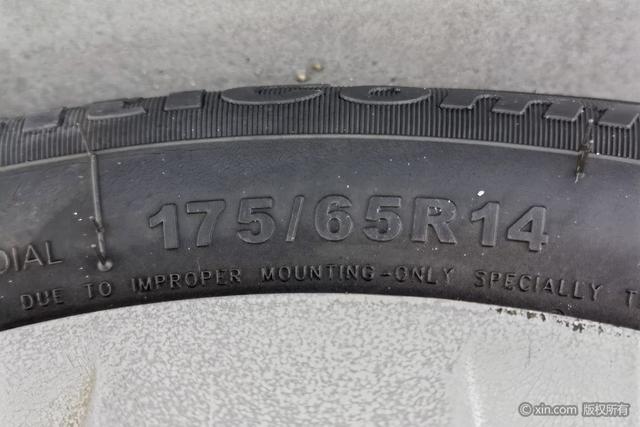 175/65R14
DIAL
DUE TO IMPROPER MOUNTING-ONLY SPECIALLY T
© xin.com 版权所有